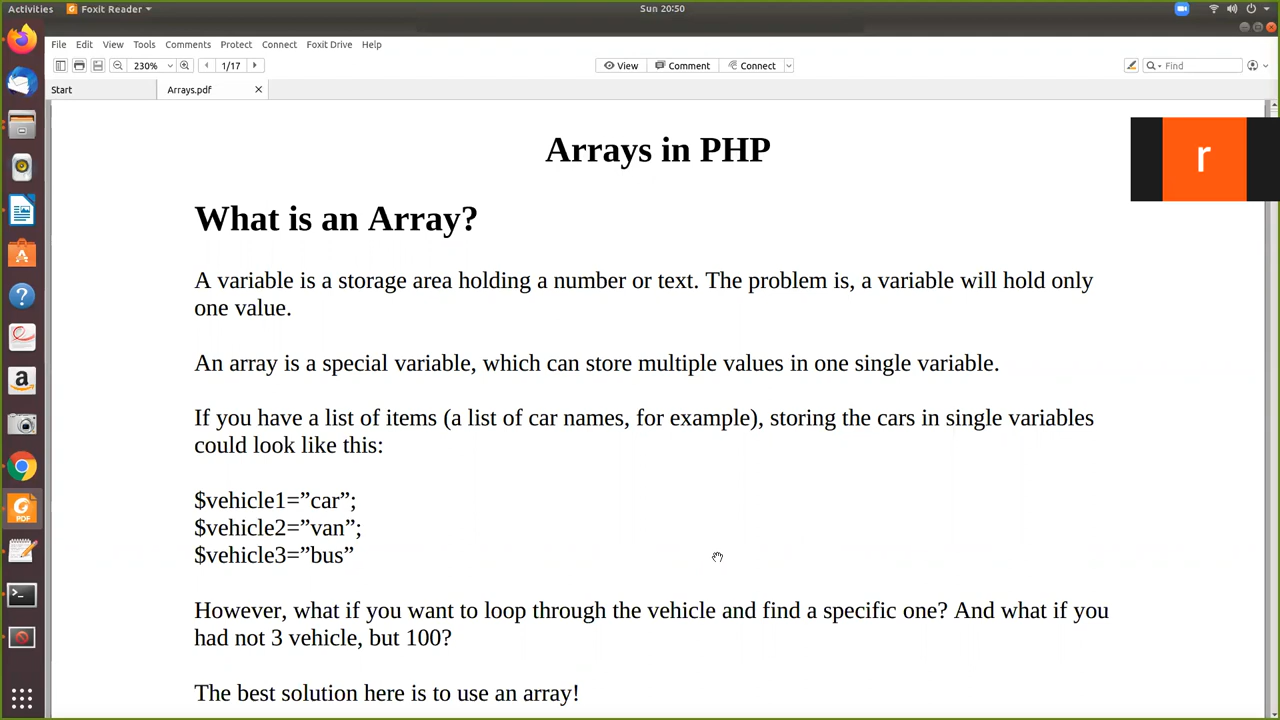 Activities
Foxit Reader
Sun 20:50
File Edit View Tools Comments Protect Connect Foxit Drive Help
230%
1/17
View
Comment
Connect
Find
Start
Arrays.pdf
Arrays in PHP
r
What is an Array?
A variable is a storage area holding a number or text. The problem is, a variable will hold only
one value.
An array is a special variable, which can store multiple values in one single variable.
If you have a list of items (a list of car names, for example), storing the cars in single variables
could look like this:
$vehicle1=”car”;
$vehicle2=”van”;
$vehicle3=”bus”
However, what if you want to loop through the vehicle and find a specific one? And what if you
had not 3 vehicle, but 100?
The best solution here is to use an array!